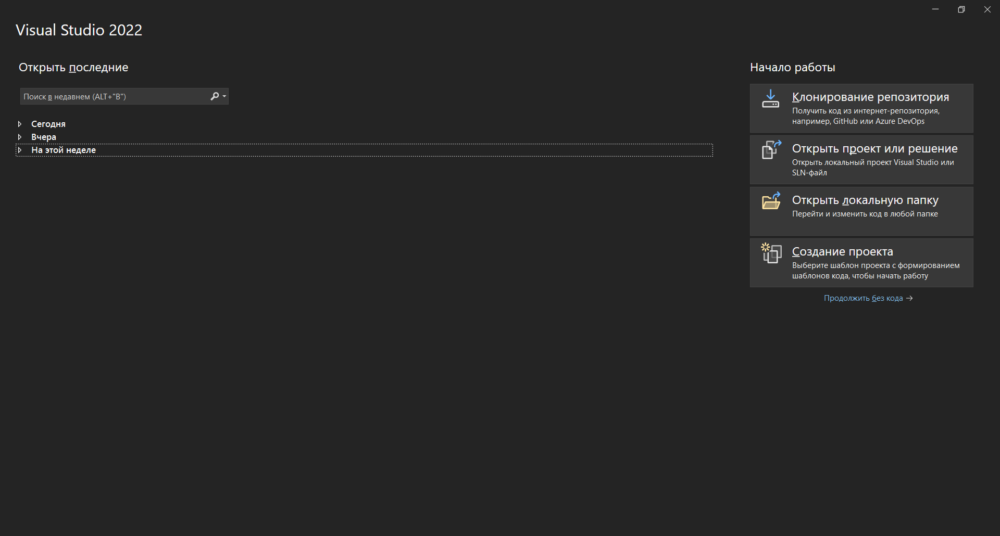 Visual Studio 2022
Открыть последние
Поиск в недавнем (ALT+"В")
Сегодня
Вчера
На этой неделе
Начало работы
Клонирование репозитория
Получить код из интернет-репозитория,
например, GitHub или Azure DevOps
Открыть проект или решение
Открыть локальный проект Visual Studio или
SLN-файл
Открыть локальную папку
Перейти и изменить код в любой папке
Создание проекта
Выберите шаблон проекта с формированием
шаблонов кода, чтобы начать работу
Продолжить без кода →